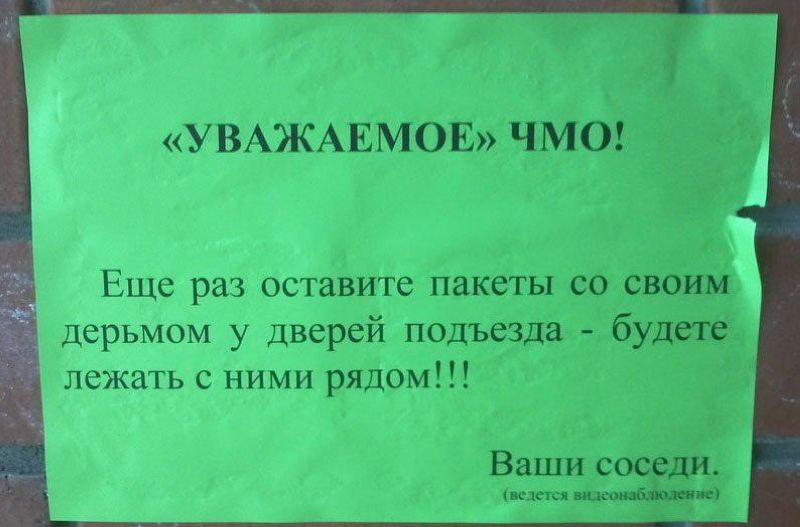 «УВАЖАЕМОЕ» ЧМО!
Еще раз оставите пакеты со своим
дерьмом у дверей подъезда - будете
лежать с ними рядом!!!
Ваши соседи.
(ведется видеонаблюдение)